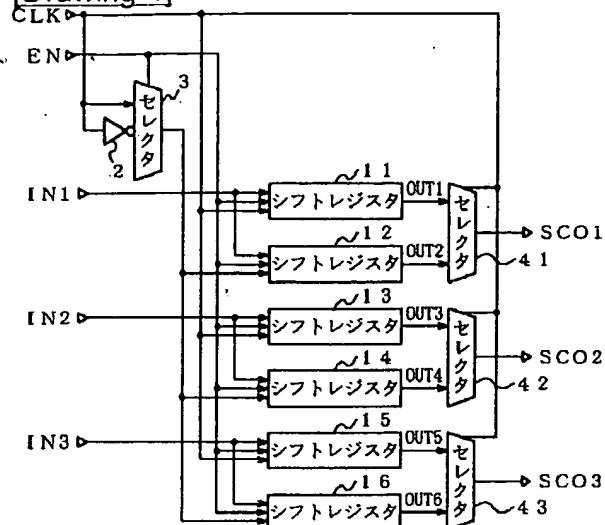 [Drawing 1]
CLK
EN
セレクタ
3
2
IN1
11
シフトレジスタ
OUT1
セレクタ
SCO1
41
12
シフトレジスタ
OUT2
IN2
13
シフトレジスタ
OUT3
セレクタ
SCO2
42
14
シフトレジスタ
OUT4
IN3
15
シフトレジスタ
OUT5
セレクタ
SCO3
43
16
シフトレジスタ
OUT6